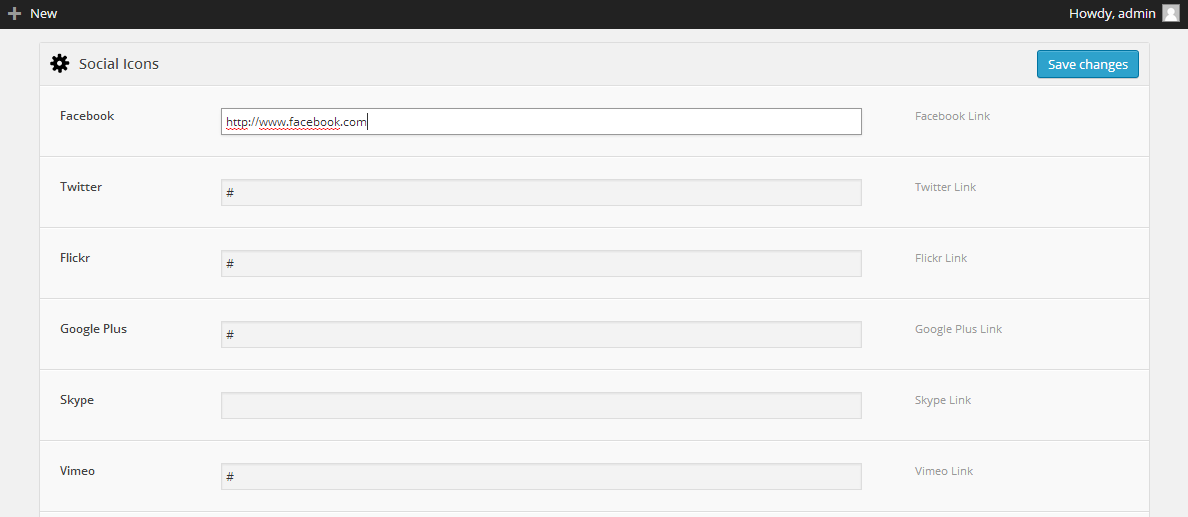 New Howdy, admin
Social Icons Save changes
Facebook http://www.facebook.com Facebook Link
Twitter # Twitter Link
Flickr # Flickr Link
Google Plus # Google Plus Link
Skype Skype Link
Vimeo # Vimeo Link